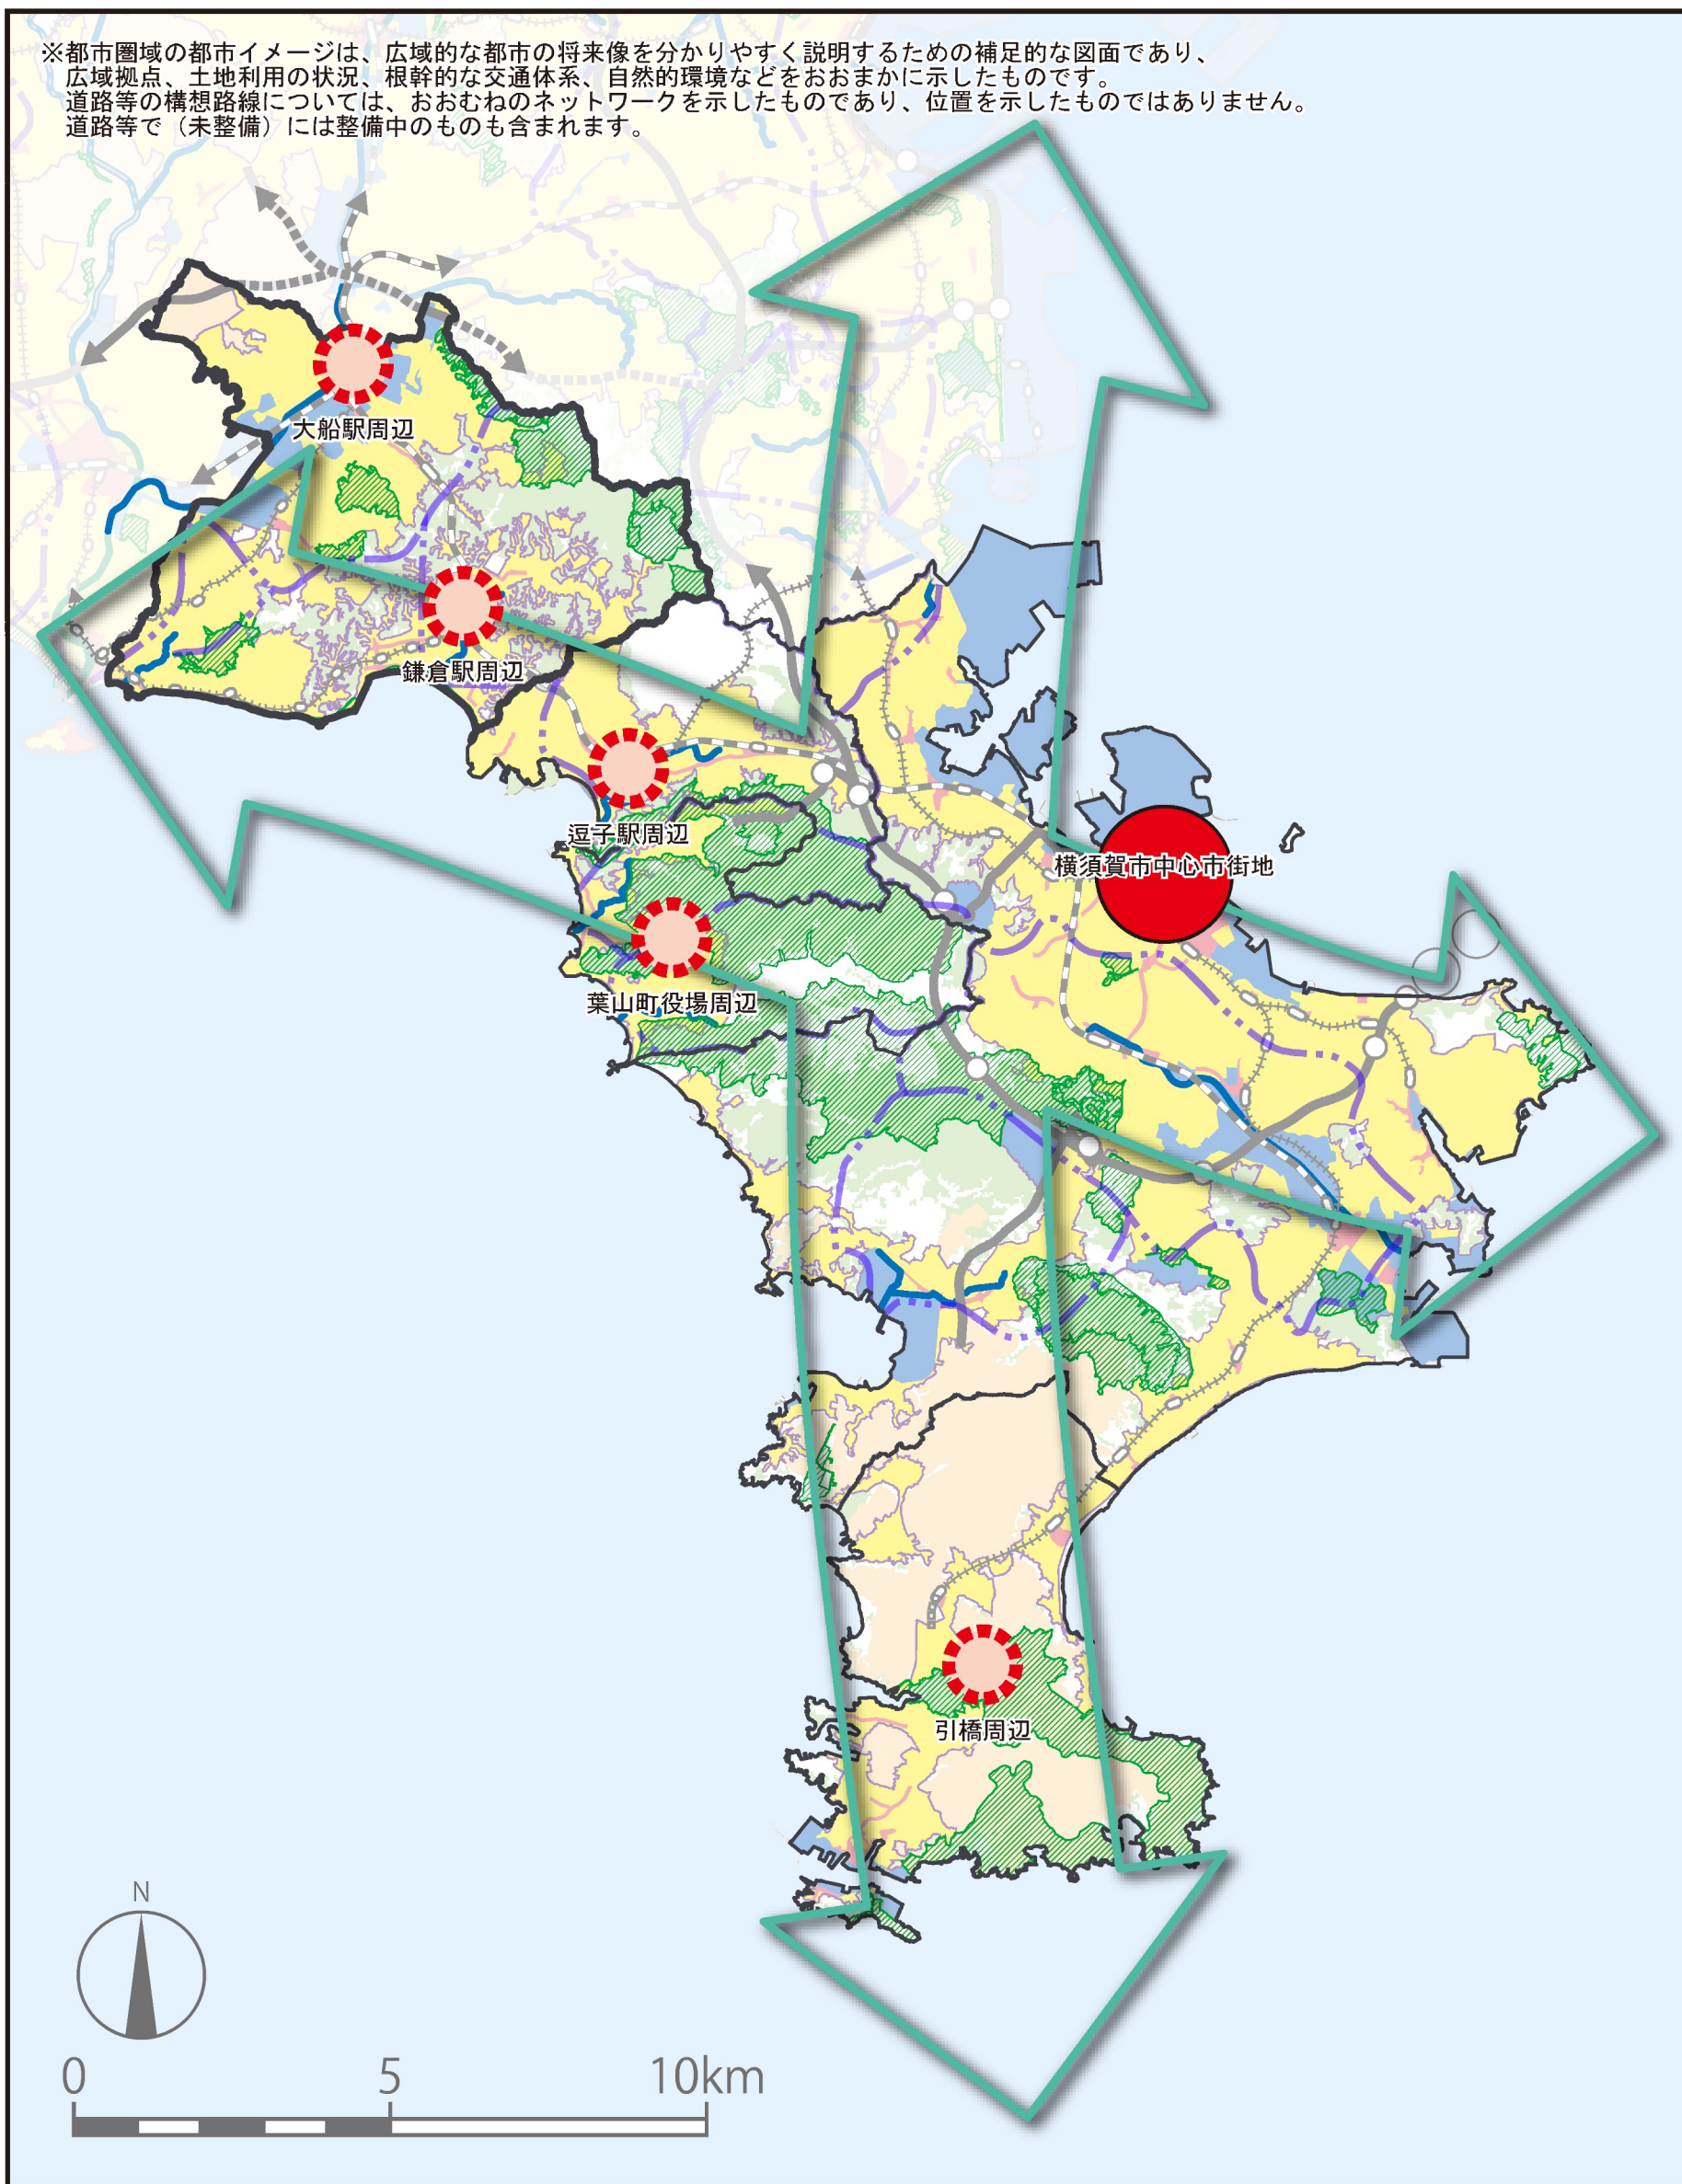 ※都市圏域の都市イメージは、広域的な都市の将来像を分かりやすく説明するための補足的な図面であり、
広域拠点、土地利用の状況、根幹的な交通体系、自然的環境などをおおまかに示したものです。
道路等の構想路線については、おおむねのネットワークを示したものであり、位置を示したものではありません。
道路等で（未整備）には整備中のものも含まれます。
大船駅周辺
鎌倉駅周辺
逗子駅周辺
横須賀市中心市街地
葉山町役場周辺
引橋周辺
N
0 5 10km